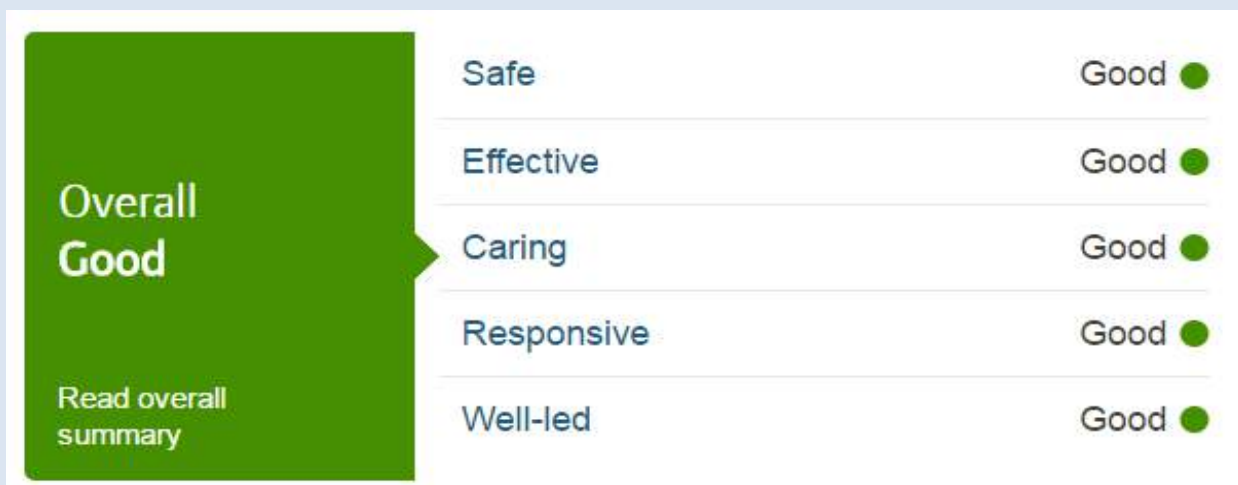 Overall
Good
Read overall
summary
Safe Good
Effective Good
Caring Good
Responsive Good
Well-led Good